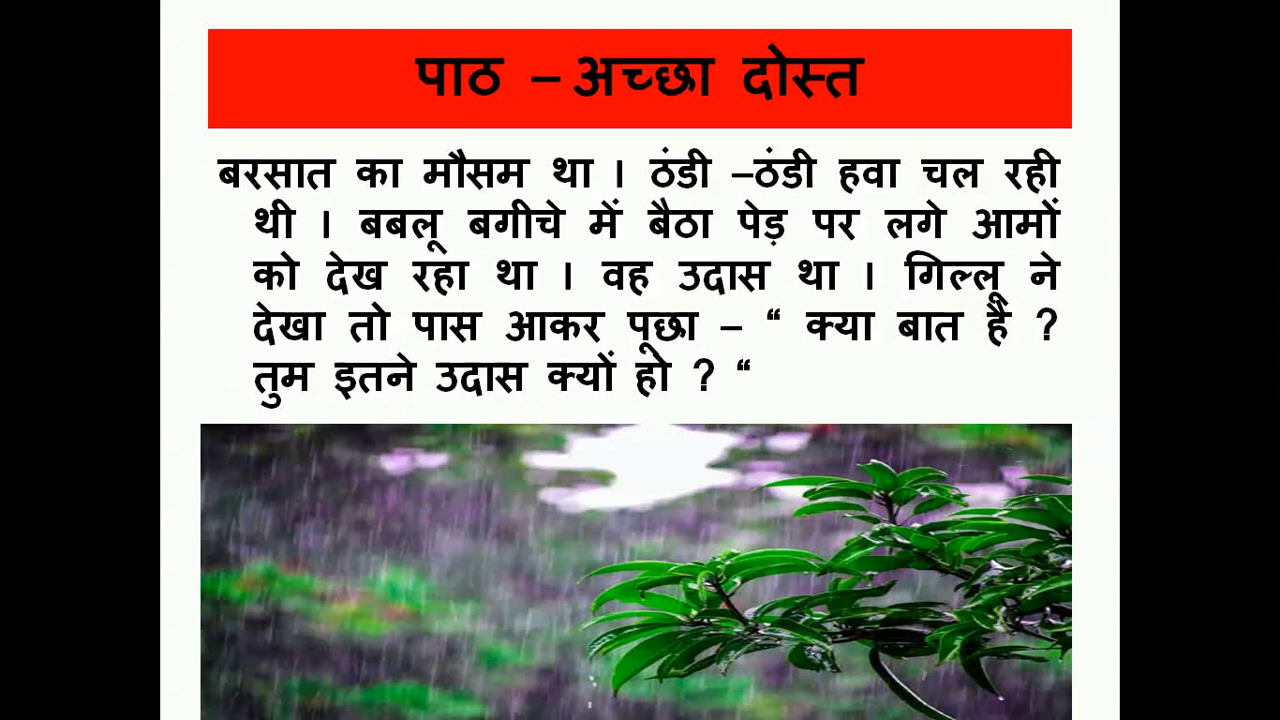 पाठ – अच्छा दोस्त
बरसात का मौसम था । ठंडी –ठंडी हवा चल रही
थी । बबलू बगीचे में बैठा पेड़ पर लगे आमों
को देख रहा था । वह उदास था । गिल्लू ने
देखा तो पास आकर पूछा – “ क्या बात है ?
तुम इतने उदास क्यों हो ? “